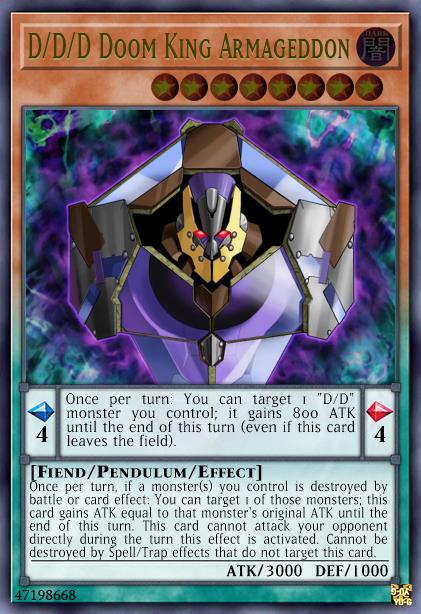 D/D/D Doom King Armageddon
DARK
闇
4
Once per turn: You can target 1 "D/D"
monster you control; it gains 800 ATK
until the end of this turn (even if this card
leaves the field).
4
[Fiend/Pendulum/Effect]
Once per turn, if a monster(s) you control is destroyed by
battle or card effect: You can target 1 of those monsters; this
card gains ATK equal to that monster's original ATK until the
end of this turn. This card cannot attack your opponent
directly during the turn this effect is activated. Cannot be
destroyed by Spell/Trap effects that do not target this card.
ATK/3000 DEF/1000
47198668